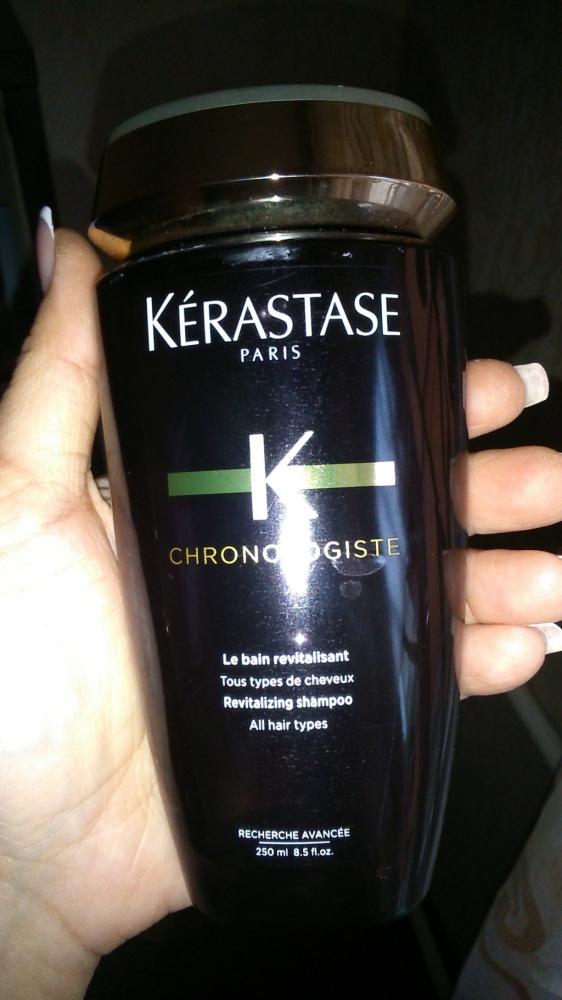 KÉRASTASE
PARIS
K
CHRONOLOGISTE
Le bain revitalisant
Tous types de cheveux
Revitalizing shampoo
All hair types
RECHERCHE AVANCÉE
250 ml 8.5 fl.oz.